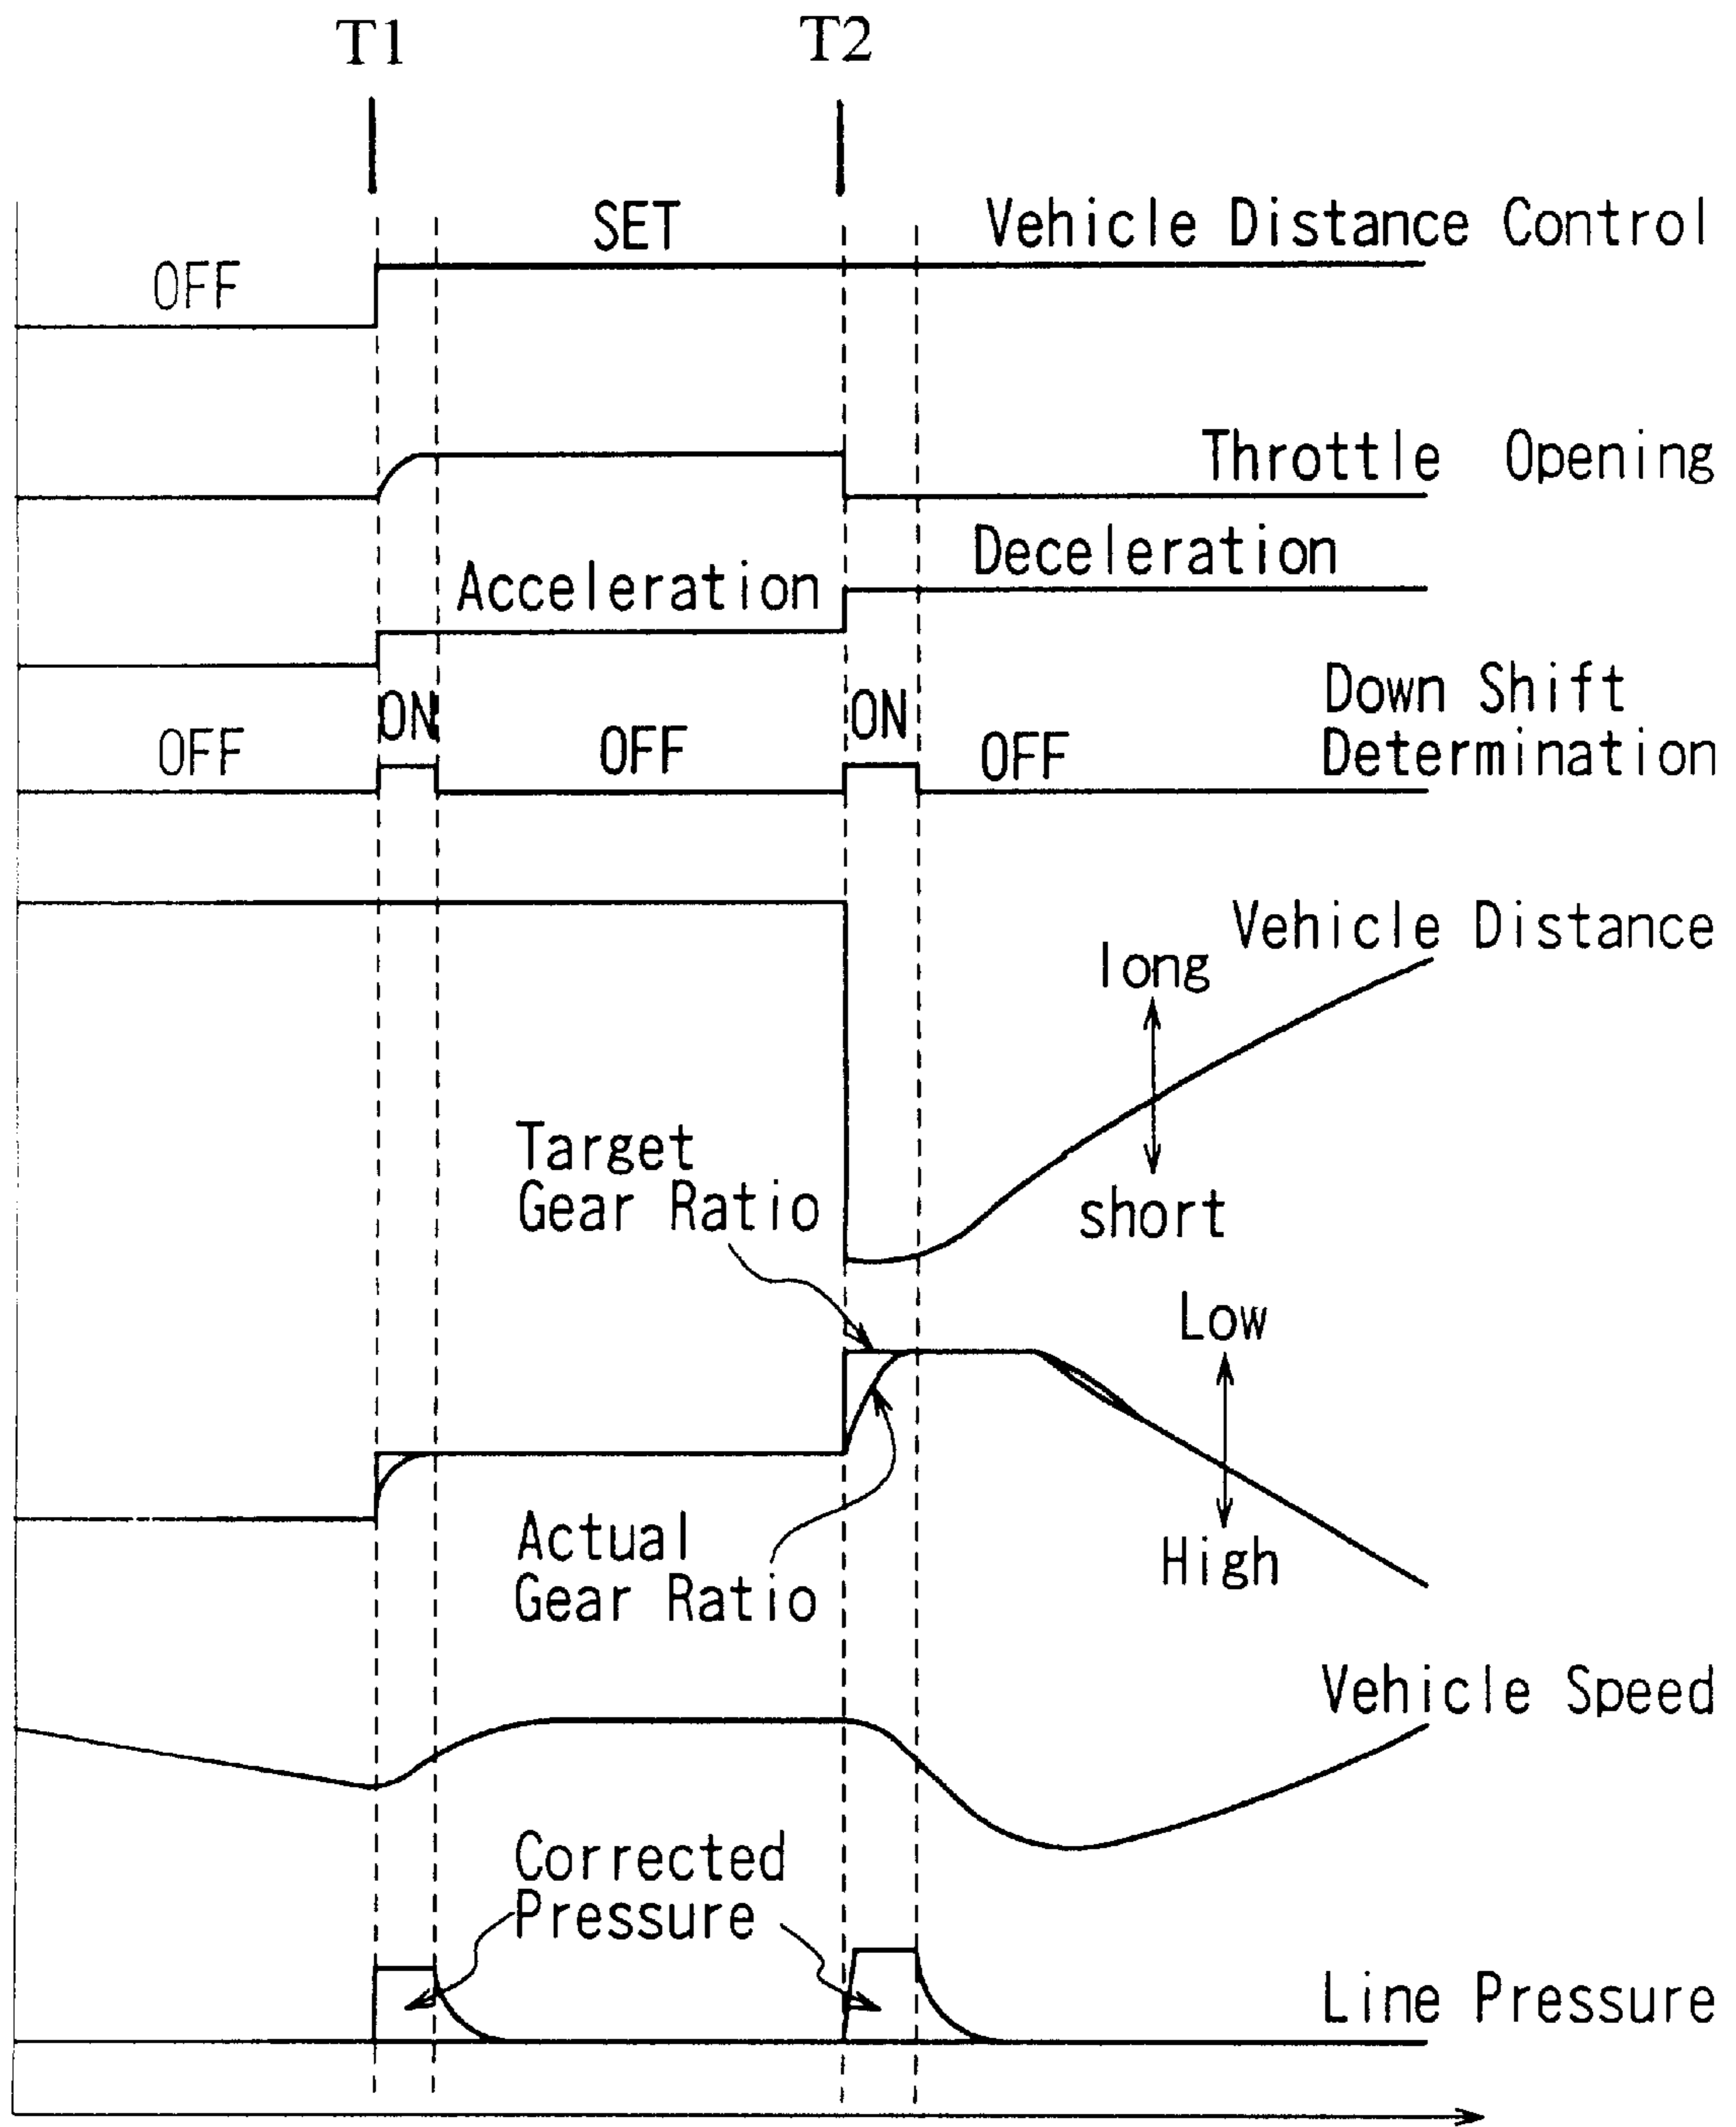 T1 T2
SET Vehicle Distance Control
OFF
Throttle Opening
Deceleration
Acceleration
Down Shift
Determination
ON ON
OFF OFF OFF
Vehicle Distance
long
short
Target
Gear Ratio
Low
High
Actual
Gear Ratio
Vehicle Speed
Corrected
Pressure
Line Pressure